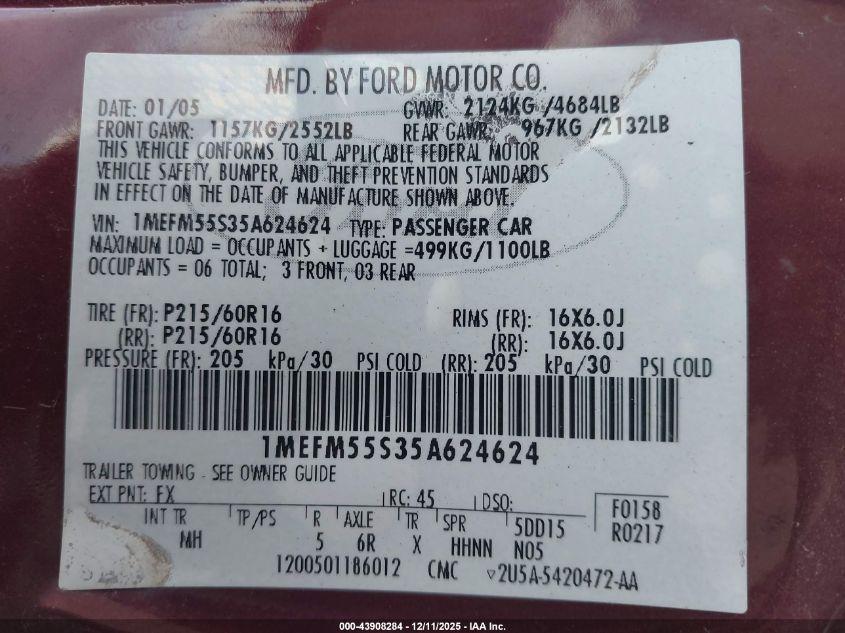 MFD. BY FORD MOTOR CO.
DATE: 01/05 GVWR: 2124KG /4684LB
FRONT GAWR: 1157KG/2552LB REAR GAWR: 967KG /2132LB
THIS VEHICLE CONFORMS TO ALL APPLICABLE FEDERAL MOTOR
VEHICLE SAFETY, BUMPER, AND THEFT PREVENTION STANDARDS
IN EFFECT ON THE DATE OF MANUFACTURE SHOWN ABOVE.
VIN: 1MEFM55S35A624624 TYPE: PASSENGER CAR
MAXIMUM LOAD = OCCUPANTS + LUGGAGE =499KG/1100LB
OCCUPANTS = 06 TOTAL; 3 FRONT, 03 REAR
TIRE (FR): P215/60R16 RIMS (FR): 16X6.0J
(RR): P215/60R16 (RR): 16X6.0J
PRESSURE (FR): 205 kPa/30 PSI COLD (RR): 205 kPa/30 PSI COLD
1MEFM55S35A624624
TRAILER TOWING - SEE OWNER GUIDE
EXT PNT: FX RC: 45 DSO: F0158
INT TR TP/PS R AXLE TR SPR 5DD15 R0217
MH 5 6R X HHNN N05
1200501186012 CMC ▽2U5A-5420472-AA
000-43908284 - 12/11/2025 - IAA Inc.